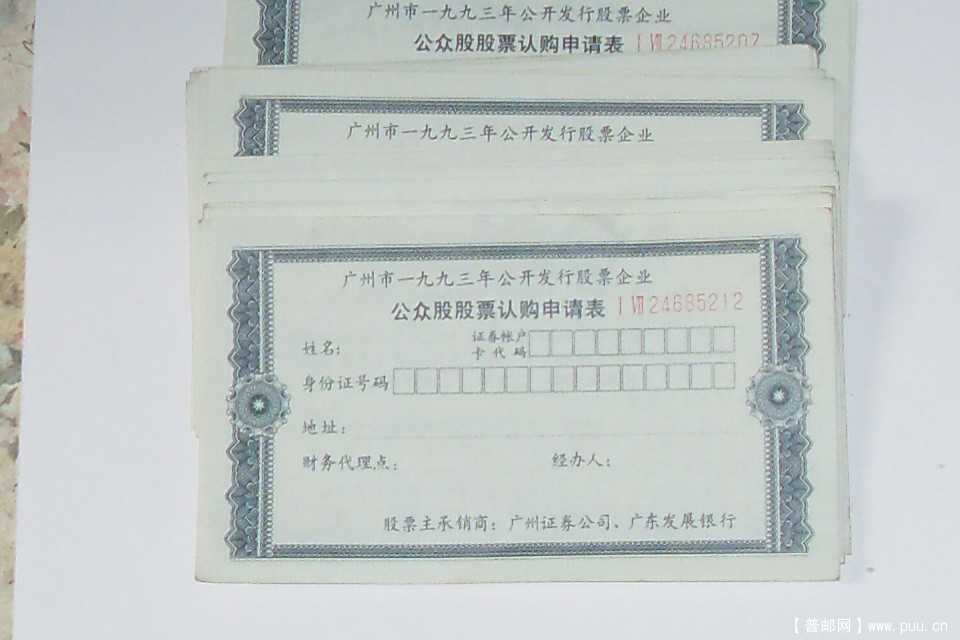 广州市一九九三年公开发行股票企业
公众股股票认购申请表 I Ⅶ 24685207
广州市一九九三年公开发行股票企业
广州市一九九三年公开发行股票企业
公众股股票认购申请表 I Ⅶ 24685212
姓名: 证券帐户
卡代码
身份证号码
地址:
财务代理点: 经办人:
股票主承销商: 广州证券公司、广东发展银行
【普邮网】www.puu.cn